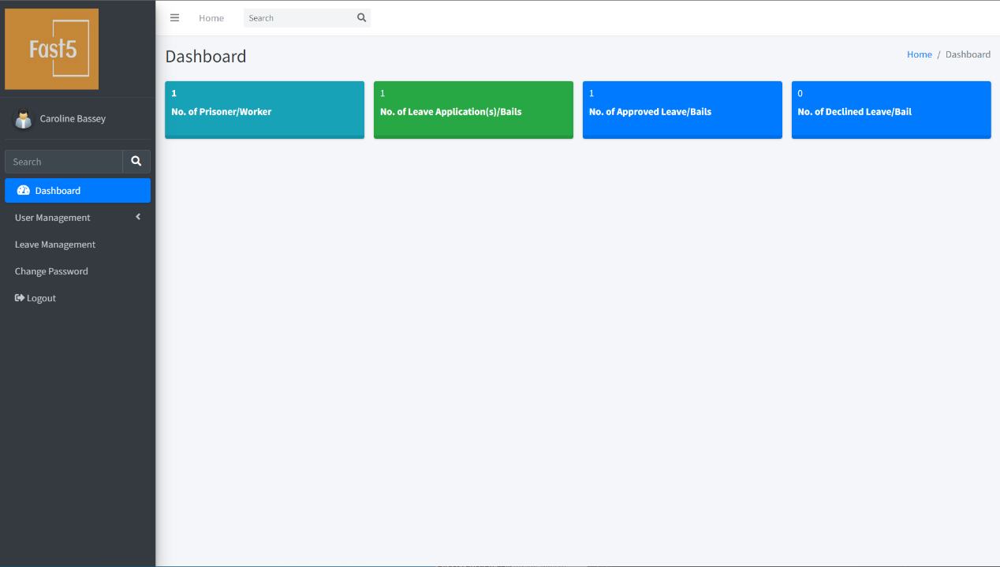 Fast5
Caroline Bassey
Search
Dashboard
User Management
Leave Management
Change Password
Logout
Home
Search
Dashboard
Home / Dashboard
1
No. of Prisoner/Worker
1
No. of Leave Application(s)/Bails
1
No. of Approved Leave/Bails
0
No. of Declined Leave/Bail